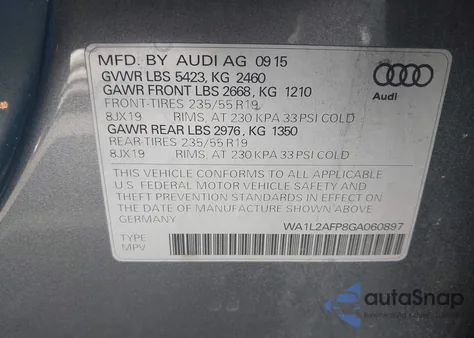 MFD. BY AUDI AG 09 15
GVWR LBS 5423, KG 2460
GAWR FRONT LBS 2668, KG 1210
FRONT-TIRES 235/55 R19
8JX19 RIMS, AT 230 KPA 33 PSI COLD
GAWR REAR LBS 2976, KG 1350
REAR-TIRES 235/55 R19
8JX19 RIMS, AT 230 KPA 33 PSI COLD
Audi
THIS VEHICLE CONFORMS TO ALL APPLICABLE
U.S. FEDERAL MOTOR VEHICLE SAFETY AND
THEFT PREVENTION STANDARDS IN EFFECT
ON THE DATE OF MANUFACTURE SHOWN ABOVE.
GERMANY
WA1L2AFP8GA060897
TYPE:
MPV
autoSnap